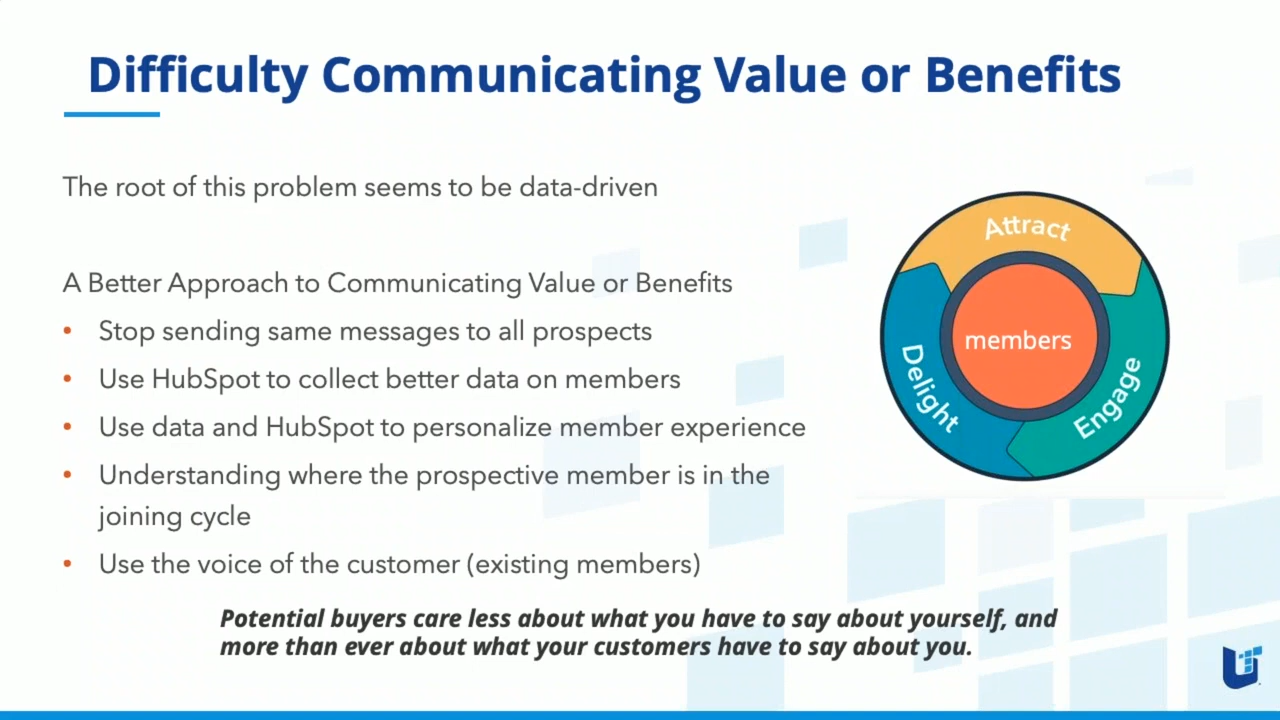 Difficulty Communicating Value or Benefits
The root of this problem seems to be data-driven
A Better Approach to Communicating Value or Benefits
• Stop sending same messages to all prospects
• Use HubSpot to collect better data on members
• Use data and HubSpot to personalize member experience
• Understanding where the prospective member is in the
joining cycle
• Use the voice of the customer (existing members)
Potential buyers care less about what you have to say about yourself, and
more than ever about what your customers have to say about you.
Attract
members
Delight
Engage